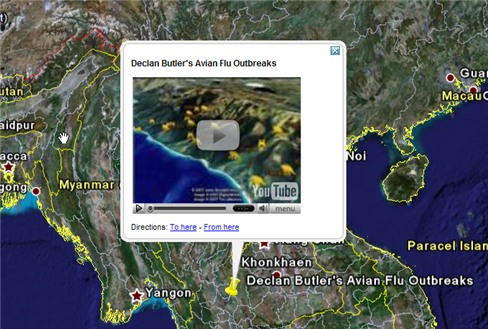 Declan Butler's Avian Flu Outbreaks
YouTube
menu
Directions: To here - From here
Guan
Macau
utan
aidpur
acca
gong
Myanmar
Noi
Paracel Islan
Khonkhaen
Declan Butler's Avian Flu Outbreaks
Yangon